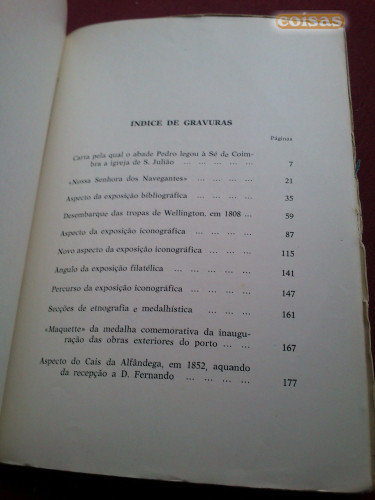 coisas
INDICE DE GRAVURAS
Páginas
Carta pela qual o abade Pedro legou à Sé de Coim-
bra a igreja de S. Julião ... ... ... ... ... 7
«Nossa Senhora dos Navegantes» ... ... ... ... 21
Aspecto da exposição bibliográfica ... ... ... ... 35
Desembarque das tropas de Wellington, em 1808 ... 59
Aspecto da exposição iconográfica ... ... ... ... 87
Novo aspecto da exposição iconográfica ... ... ... 115
Ângulo da exposição filatélica ... ... ... ... ... 141
Percurso da exposição iconográfica ... ... ... ... 147
Secções de etnografia e medalhística ... ... ... ... 161
«Maquette» da medalha comemorativa da inaugu-
ração das obras exteriores do porto ... ... ... 167
Aspecto do Cais da Alfândega, em 1852, aquando
da recepção a D. Fernando ... ... ... ... ... 177